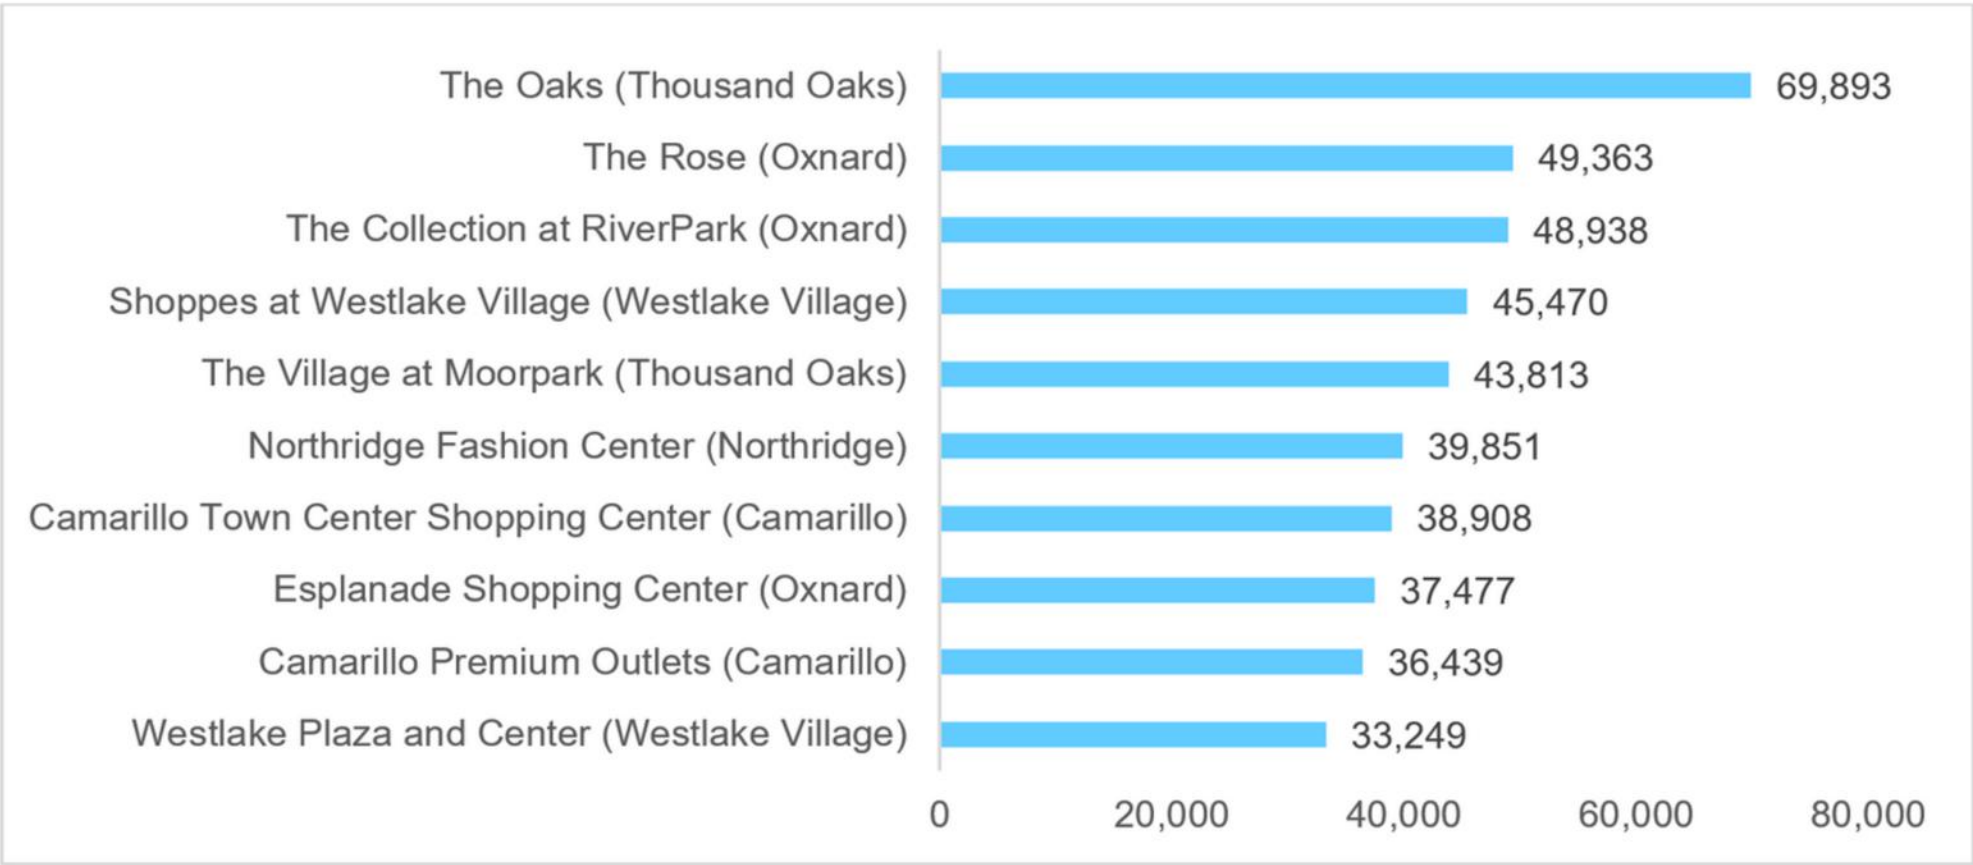 The Oaks (Thousand Oaks) 69,893
The Rose (Oxnard) 49,363
The Collection at RiverPark (Oxnard) 48,938
Shoppes at Westlake Village (Westlake Village) 45,470
The Village at Moorpark (Thousand Oaks) 43,813
Northridge Fashion Center (Northridge) 39,851
Camarillo Town Center Shopping Center (Camarillo) 38,908
Esplanade Shopping Center (Oxnard) 37,477
Camarillo Premium Outlets (Camarillo) 36,439
Westlake Plaza and Center (Westlake Village) 33,249
0 20,000 40,000 60,000 80,000